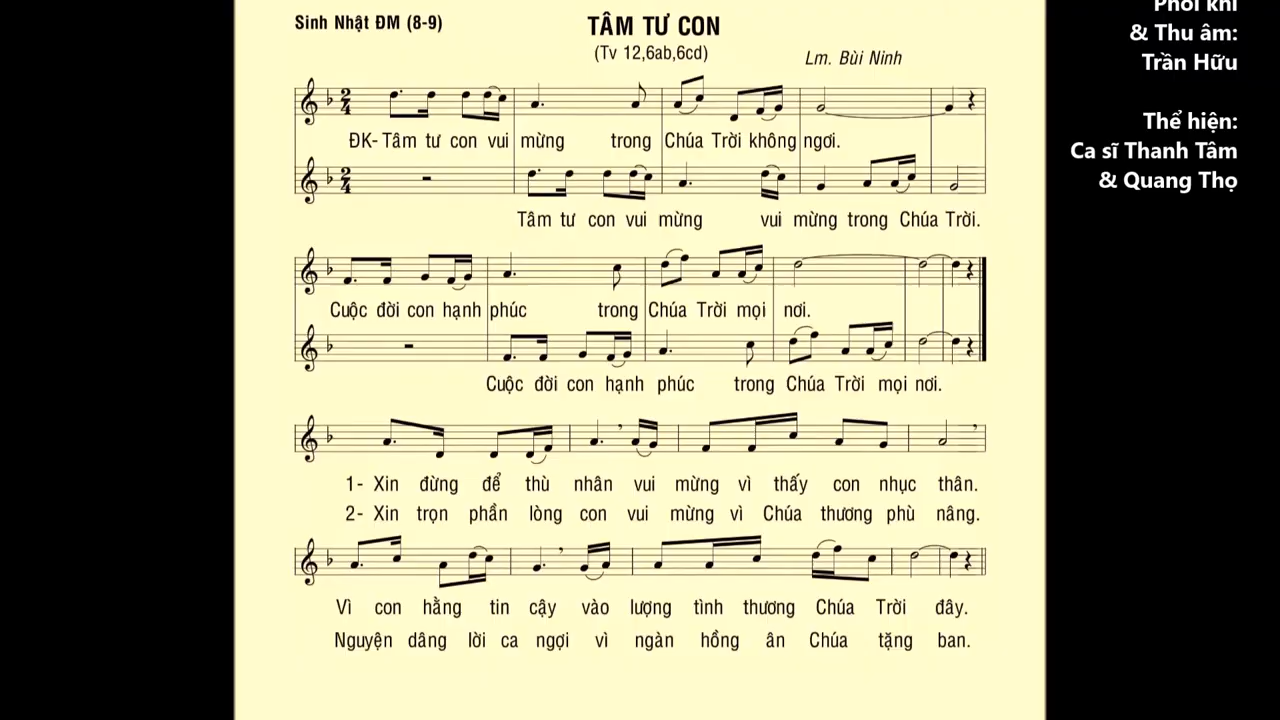 Sinh Nhật ĐM (8-9)
TÂM TƯ CON
(Tv 12,6ab,6cd)
Lm. Bùi Ninh
ĐK- Tâm tư con vui mừng trong Chúa Trời không ngơi.
Tâm tư con vui mừng vui mừng trong Chúa Trời.
Cuộc đời con hạnh phúc trong Chúa Trời mọi nơi.
Cuộc đời con hạnh phúc trong Chúa Trời mọi nơi.
1- Xin đừng để thù nhân vui mừng vì thấy con nhục thân.
2- Xin trọn phần lòng con vui mừng vì Chúa thương phù nâng.
Vì con hằng tin cậy vào lượng tình thương Chúa Trời đây.
Nguyện dâng lời ca ngợi vì ngàn hồng ân Chúa tặng ban.
Phối khí
& Thu âm:
Trần Hữu
Thể hiện:
Ca sĩ Thanh Tâm
& Quang Thọ